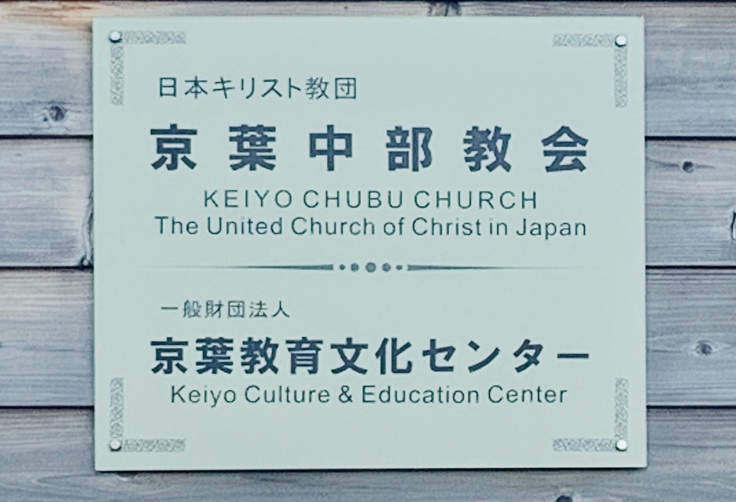 日本キリスト教団
京葉中部教会
KEIYO CHUBU CHURCH
The United Church of Christ in Japan
一般財団法人
京葉教育文化センター
Keiyo Culture & Education Center